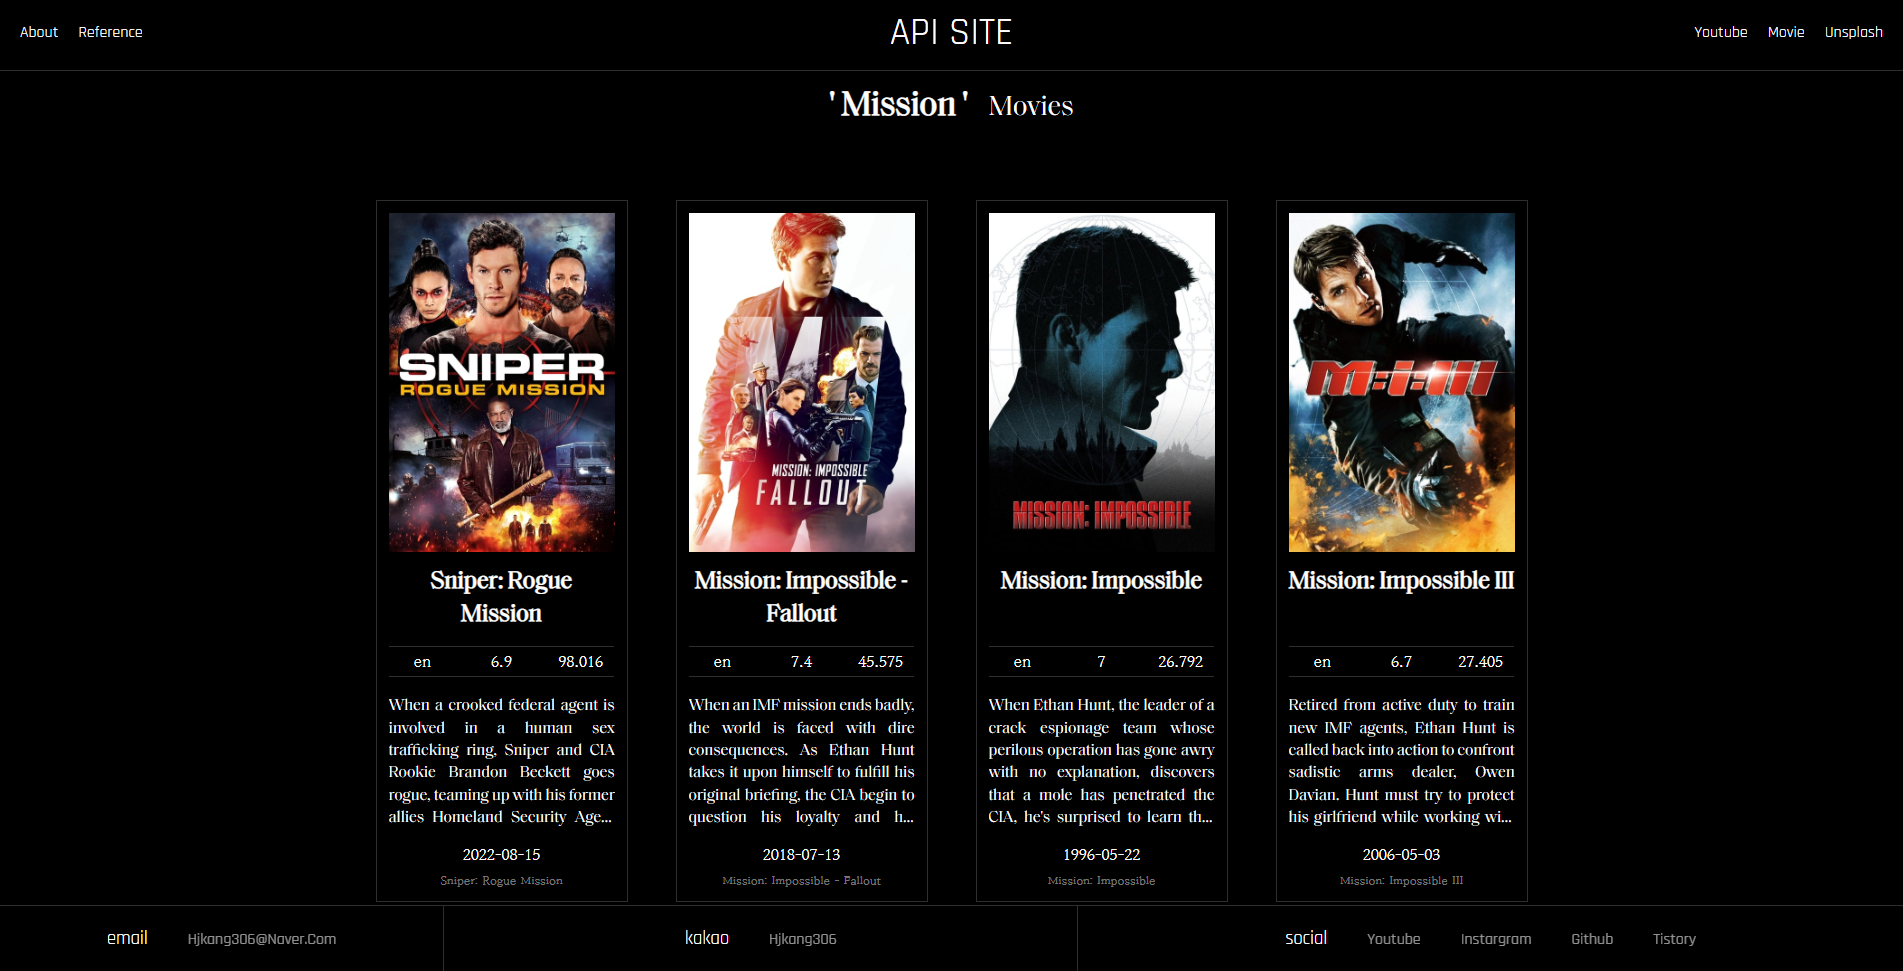 About Reference API SITE Youtube Movie Unsplash
' Mission ' Movies
SNIPER
ROGUE MISSION
Sniper: Rogue
Mission
en 6.9 98.016
When a crooked federal agent is
involved in a human sex
trafficking ring, Sniper and CIA
Rookie Brandon Beckett goes
rogue, teaming up with his former
allies Homeland Security Age...
2022-08-15
Sniper: Rogue Mission
MISSION: IMPOSSIBLE
FALLOUT
Mission: Impossible -
Fallout
en 7.4 45.575
When an IMF mission ends badly,
the world is faced with dire
consequences. As Ethan Hunt
takes it upon himself to fulfill his
original briefing, the CIA begin to
question his loyalty and h...
2018-07-13
Mission: Impossible - Fallout
MISSION: IMPOSSIBLE
Mission: Impossible
en 7 26.792
When Ethan Hunt, the leader of a
crack espionage team whose
perilous operation has gone awry
with no explanation, discovers
that a mole has penetrated the
CIA, he's surprised to learn th...
1996-05-22
Mission: Impossible
M:i:III
Mission: Impossible III
en 6.7 27.405
Retired from active duty to train
new IMF agents, Ethan Hunt is
called back into action to confront
sadistic arms dealer, Owen
Davian. Hunt must try to protect
his girlfriend while working wi...
2006-05-03
Mission: Impossible III
email Hjkang306@Naver.Com kakao Hjkang306 social Youtube Instargram Github Tistory